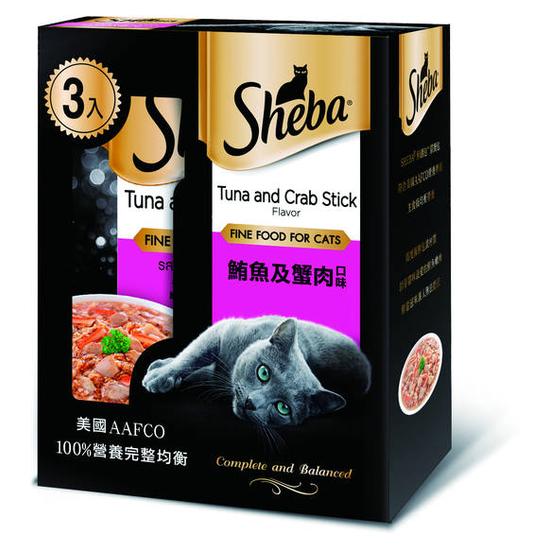 3入
Sheba®
Tuna and Crab Stick
Flavor
FINE FOOD FOR CATS
鮪魚及蟹肉口味
S
Tuna a
FINE
美國AAFCO
100%營養完整均衡
Complete and Balanced
Sheba